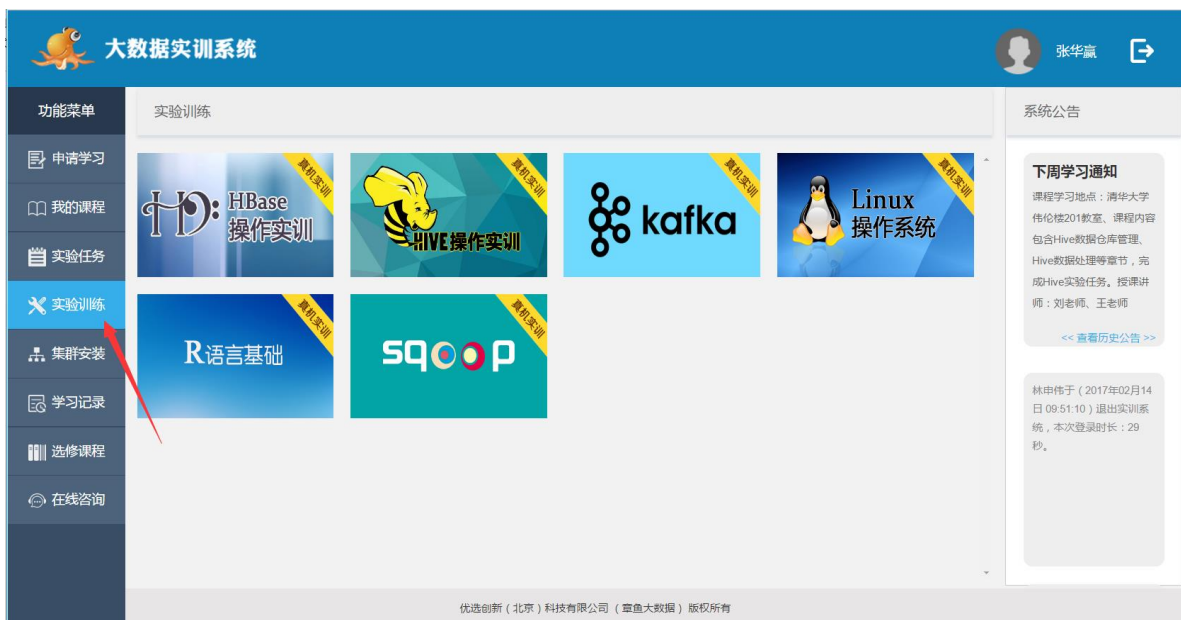 大数据实训系统
张华赢
功能菜单
申请学习
我的课程
实验任务
实验训练
集群安装
学习记录
选修课程
在线咨询
实验训练
真机实训
HBase
操作实训
真机实训
HIVE操作实训
真机实训
kafka
真机实训
Linux
操作系统
真机实训
R语言基础
真机实训
sqoop
系统公告
下周学习通知
课程学习地点：清华大学
伟伦楼201教室、课程内容
包含Hive数据仓库管理、
Hive数据处理等章节，完
成Hive实验任务。授课讲
师：刘老师、王老师
<< 查看历史公告 >>
林申伟于（2017年02月14
日 09:51:10）退出实训系
统，本次登录时长：29
秒。
优选创新（北京）科技有限公司 （章鱼大数据） 版权所有